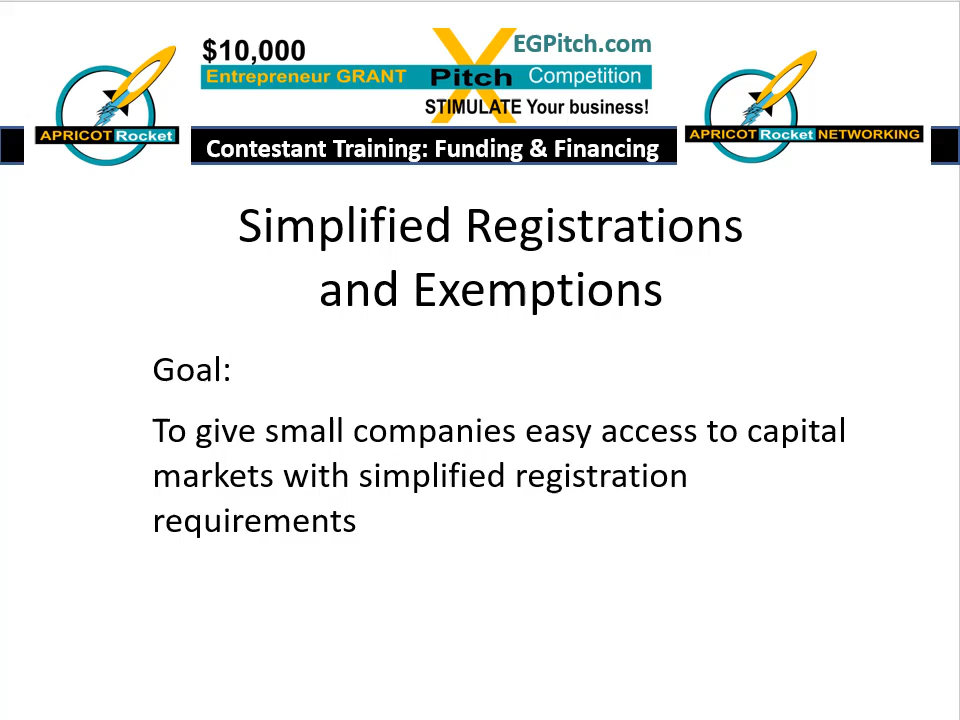 $10,000
EGPitch.com
Entrepreneur GRANT X Pitch Competition
STIMULATE Your business!
APRICOT Rocket
APRICOT Rocket NETWORKING
Contestant Training: Funding & Financing
Simplified Registrations
and Exemptions
Goal:
To give small companies easy access to capital
markets with simplified registration
requirements